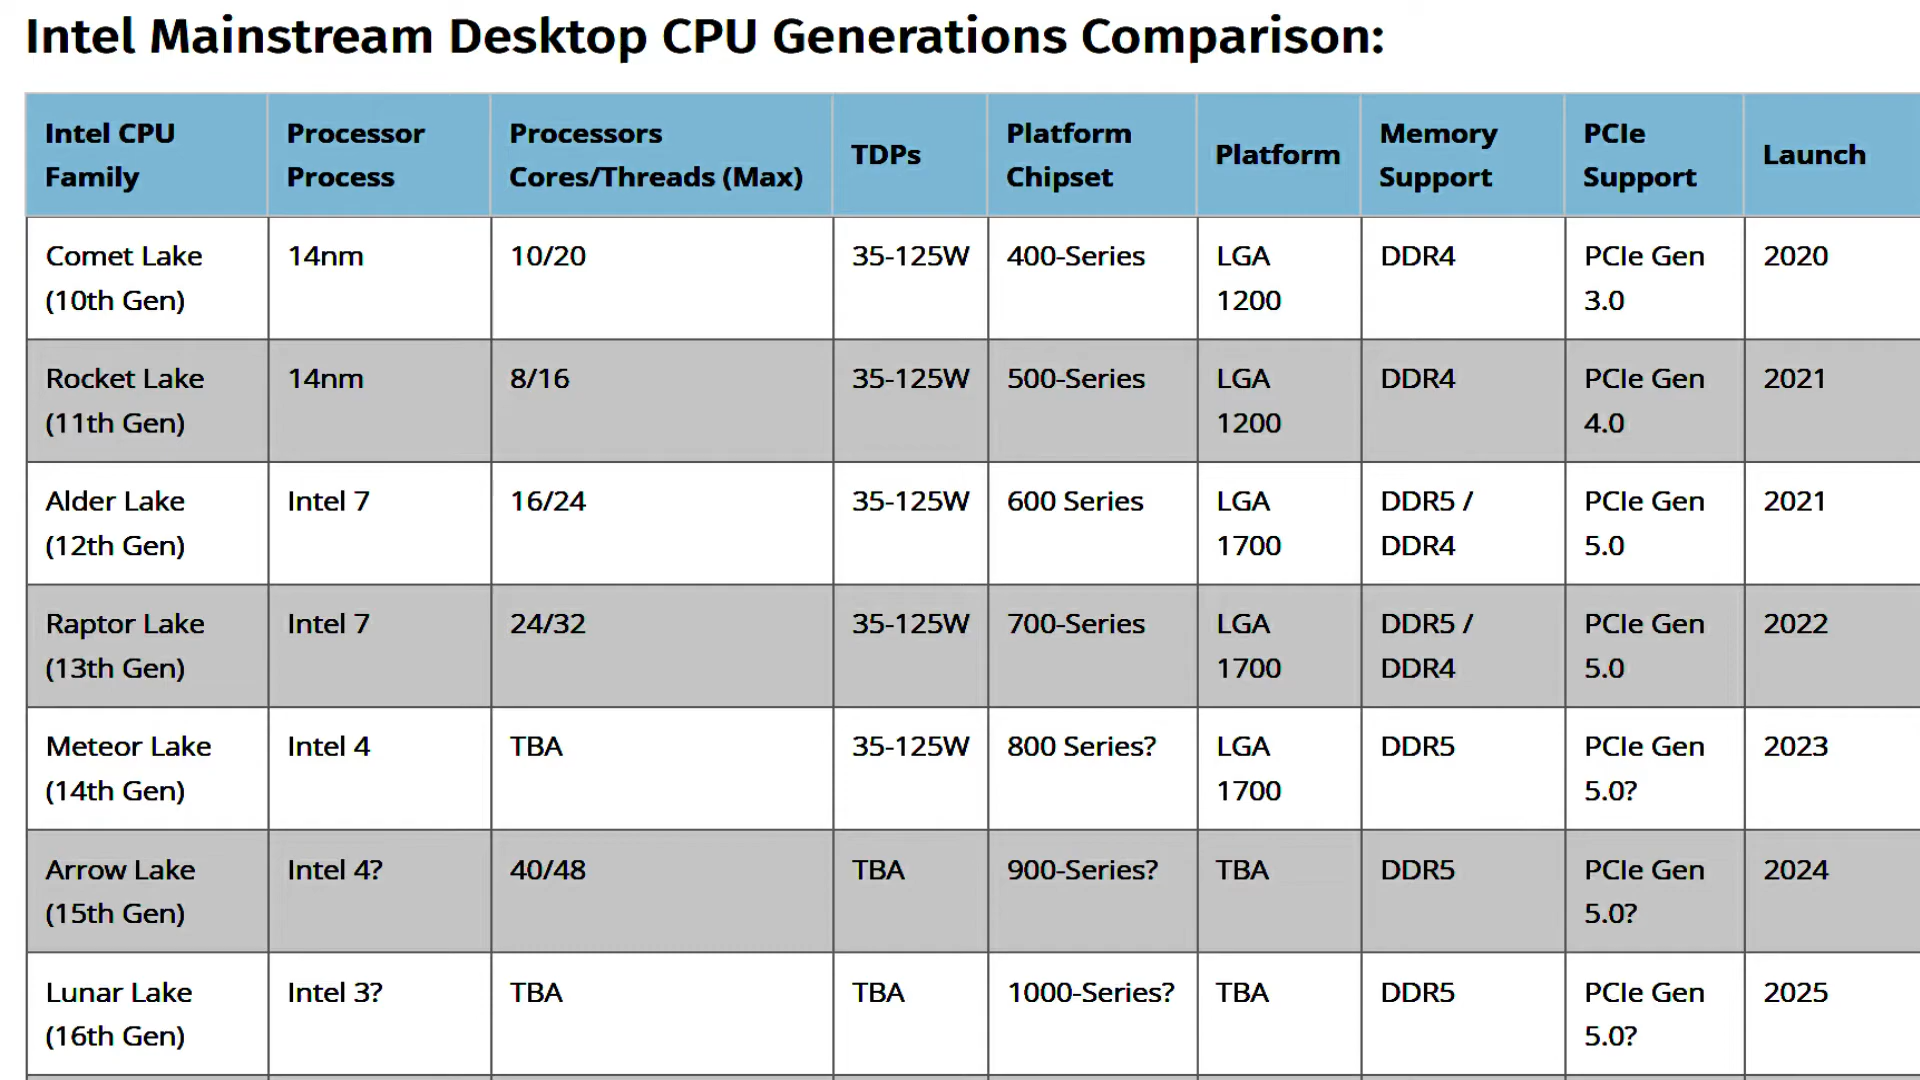 Intel Mainstream Desktop CPU Generations Comparison:
Intel CPU Family Processor Process Processors Cores/Threads (Max) TDPs Platform Chipset Platform Memory Support PCIe Support Launch
Comet Lake (10th Gen) 14nm 10/20 35-125W 400-Series LGA 1200 DDR4 PCIe Gen 3.0 2020
Rocket Lake (11th Gen) 14nm 8/16 35-125W 500-Series LGA 1200 DDR4 PCIe Gen 4.0 2021
Alder Lake (12th Gen) Intel 7 16/24 35-125W 600 Series LGA 1700 DDR5 / DDR4 PCIe Gen 5.0 2021
Raptor Lake (13th Gen) Intel 7 24/32 35-125W 700-Series LGA 1700 DDR5 / DDR4 PCIe Gen 5.0 2022
Meteor Lake (14th Gen) Intel 4 TBA 35-125W 800 Series? LGA 1700 DDR5 PCIe Gen 5.0? 2023
Arrow Lake (15th Gen) Intel 4? 40/48 TBA 900-Series? TBA DDR5 PCIe Gen 5.0? 2024
Lunar Lake (16th Gen) Intel 3? TBA TBA 1000-Series? TBA DDR5 PCIe Gen 5.0? 2025